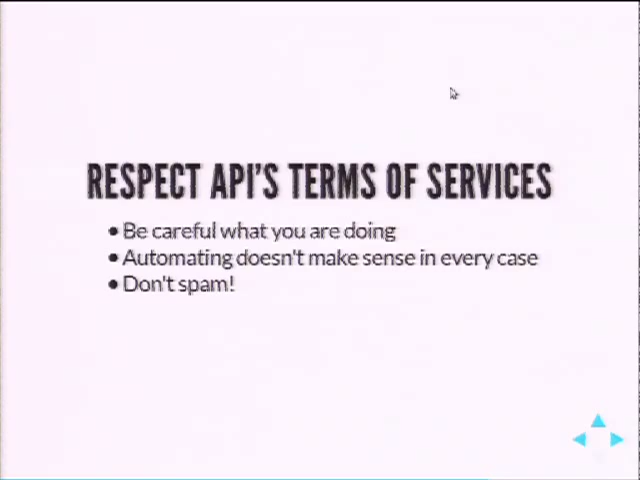 RESPECT API'S TERMS OF SERVICES
• Be careful what you are doing
• Automating doesn't make sense in every case
• Don't spam!